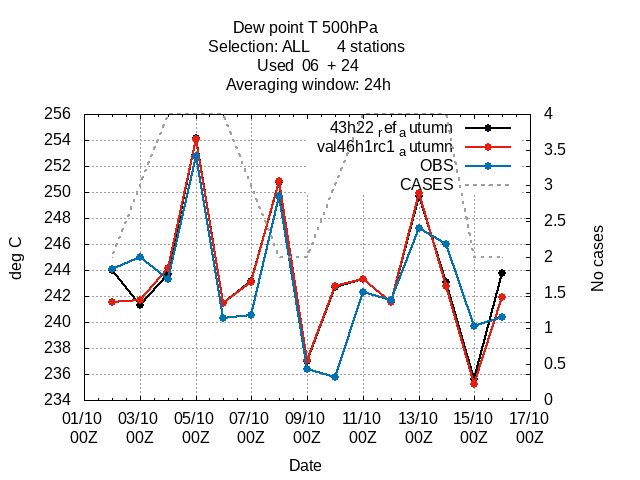 Dew point T 500hPa
Selection: ALL 4 stations
Used 06 + 24
Averaging window: 24h
256
254
252
250
248
246
244
242
240
238
236
234
deg C
4
3.5
3
2.5
2
1.5
1
0.5
0
No cases
43h22 ref autumn
val46h1rc1 autumn
OBS
CASES
01/10 03/10 05/10 07/10 09/10 11/10 13/10 15/10 17/10
00Z 00Z 00Z 00Z 00Z 00Z 00Z 00Z 00Z
Date